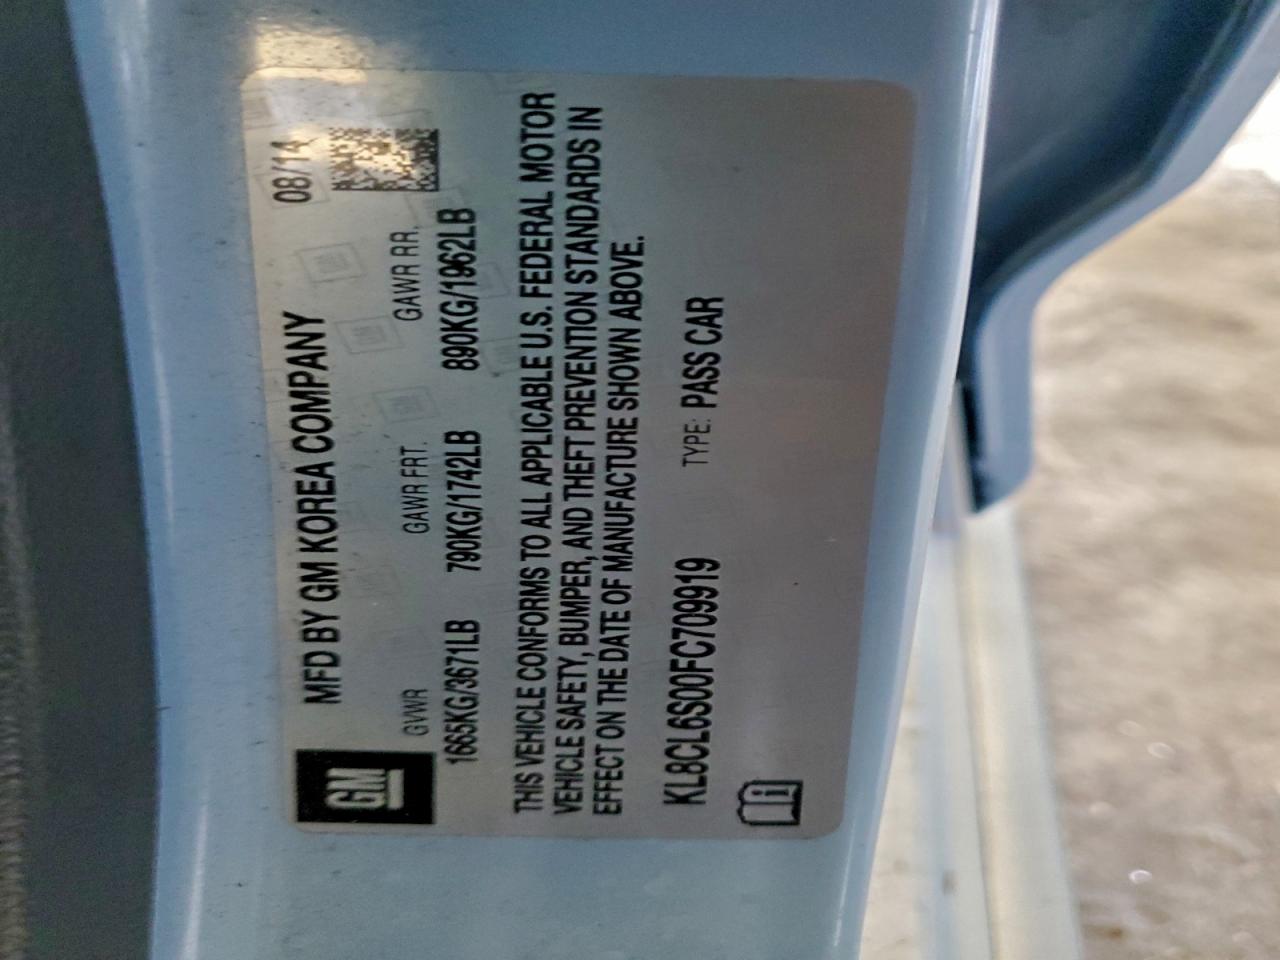 GM
MFD BY GM KOREA COMPANY 08/14
GVWR GAWR FRT. GAWR RR.
1665KG/3671LB 790KG/1742LB 890KG/1962LB
THIS VEHICLE CONFORMS TO ALL APPLICABLE U.S. FEDERAL MOTOR
VEHICLE SAFETY, BUMPER, AND THEFT PREVENTION STANDARDS IN
EFFECT ON THE DATE OF MANUFACTURE SHOWN ABOVE.
KL8CL6S00FC709919 TYPE: PASS CAR